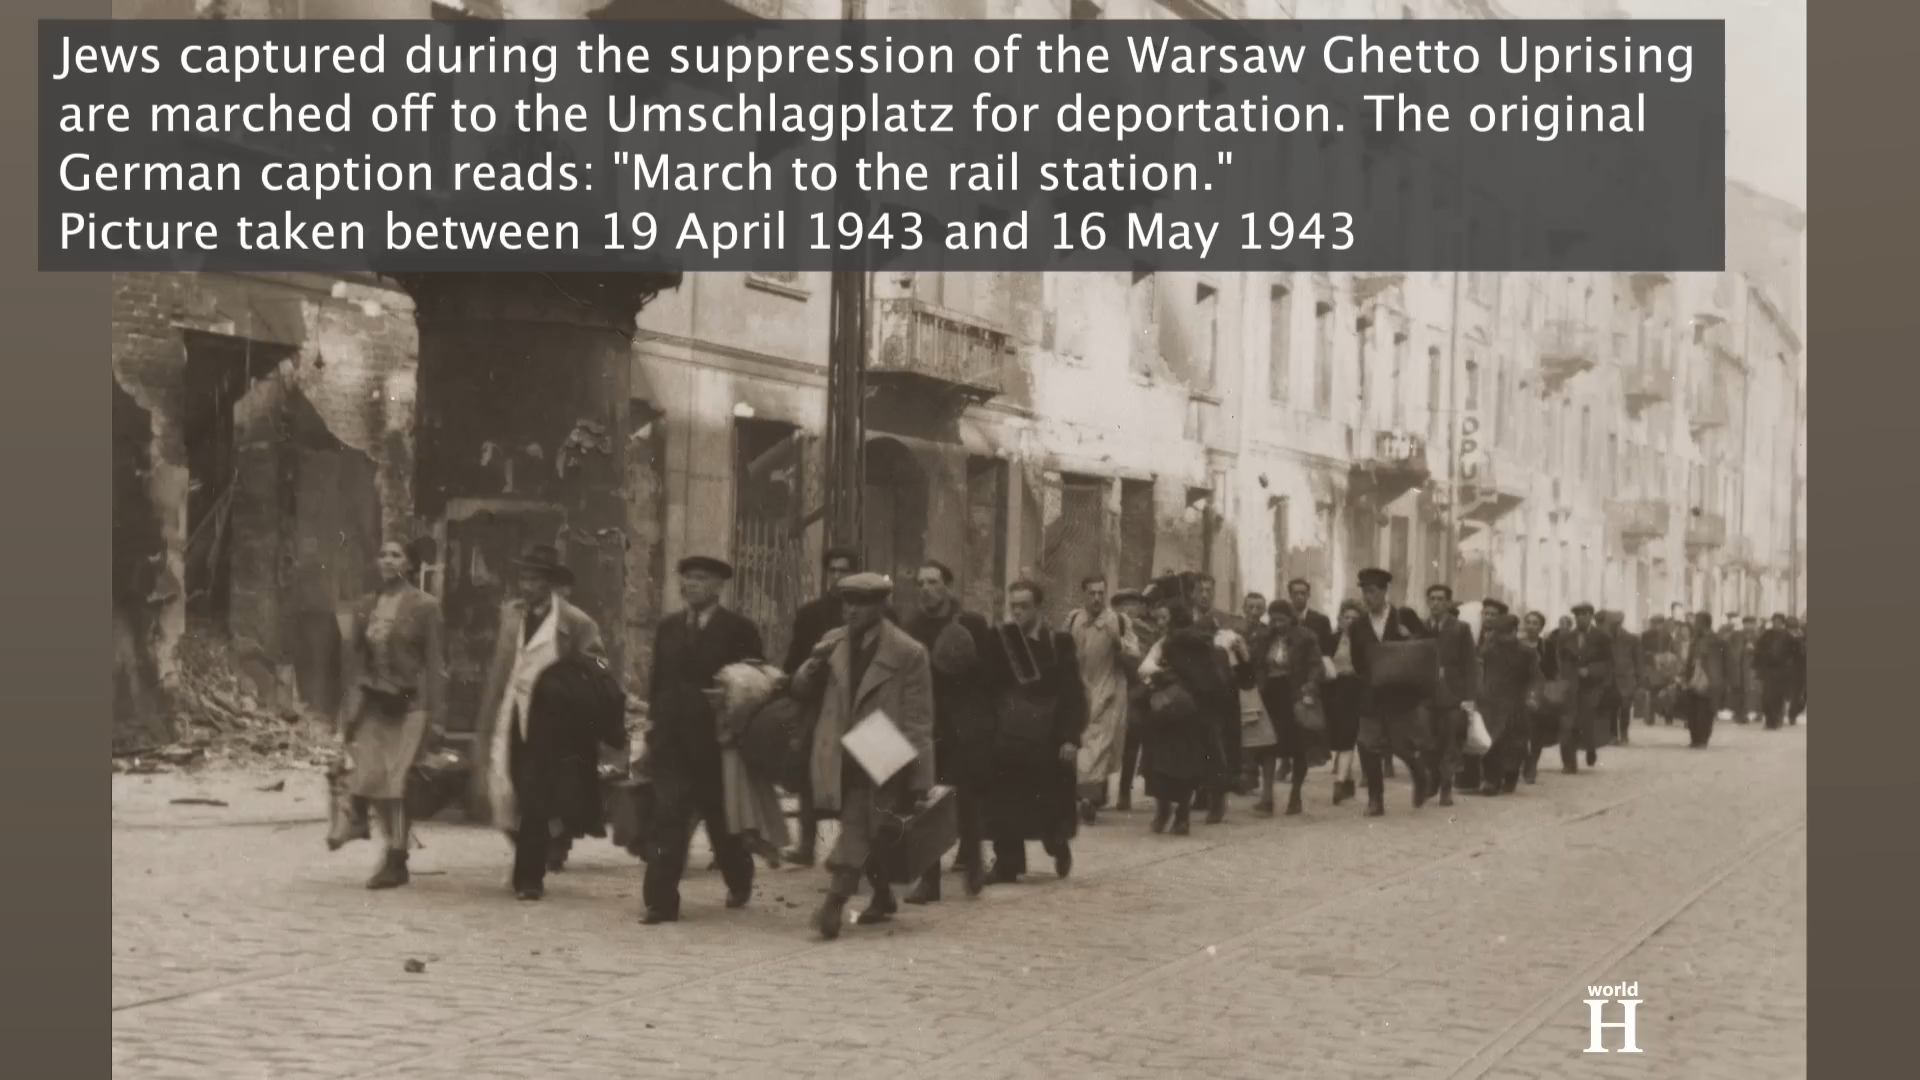 Jews captured during the suppression of the Warsaw Ghetto Uprising
are marched off to the Umschlagplatz for deportation. The original
German caption reads: "March to the rail station."
Picture taken between 19 April 1943 and 16 May 1943
world
H